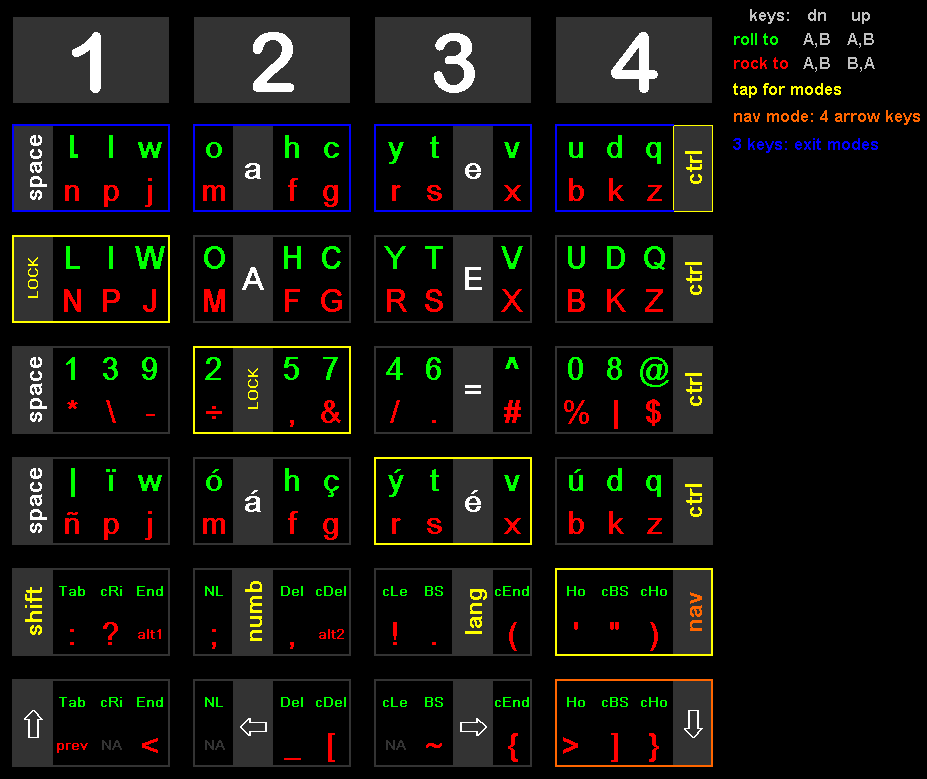 keys: dn up
roll to A,B A,B
rock to A,B B,A
tap for modes
nav mode: 4 arrow keys
3 keys: exit modes
1 2 3 4
space l I w o a h c y t e v u d q ctrl
n p j m f g r s x b k z
LOCK L I W O A H C Y T E V U D Q ctrl
N P J M F G R S X B K Z
space 1 3 9 2 LOCK 5 7 4 6 = ^ 0 8 @ ctrl
* \ - ÷ , & / . # % | $
space | ï w ó á h ç ý t é v ú d q ctrl
ñ p j m f g r s x b k z
shift Tab cRi End NL numb Del cDel cLe BS lang cEnd Ho cBS cHo nav
: ? alt1 ; , alt2 ! . ( ' " )
⇧ Tab cRi End NL ⇦ Del cDel cLe BS ⇨ cEnd Ho cBS cHo ⇩
prev NA < NA _ [ NA ~ { > ] }